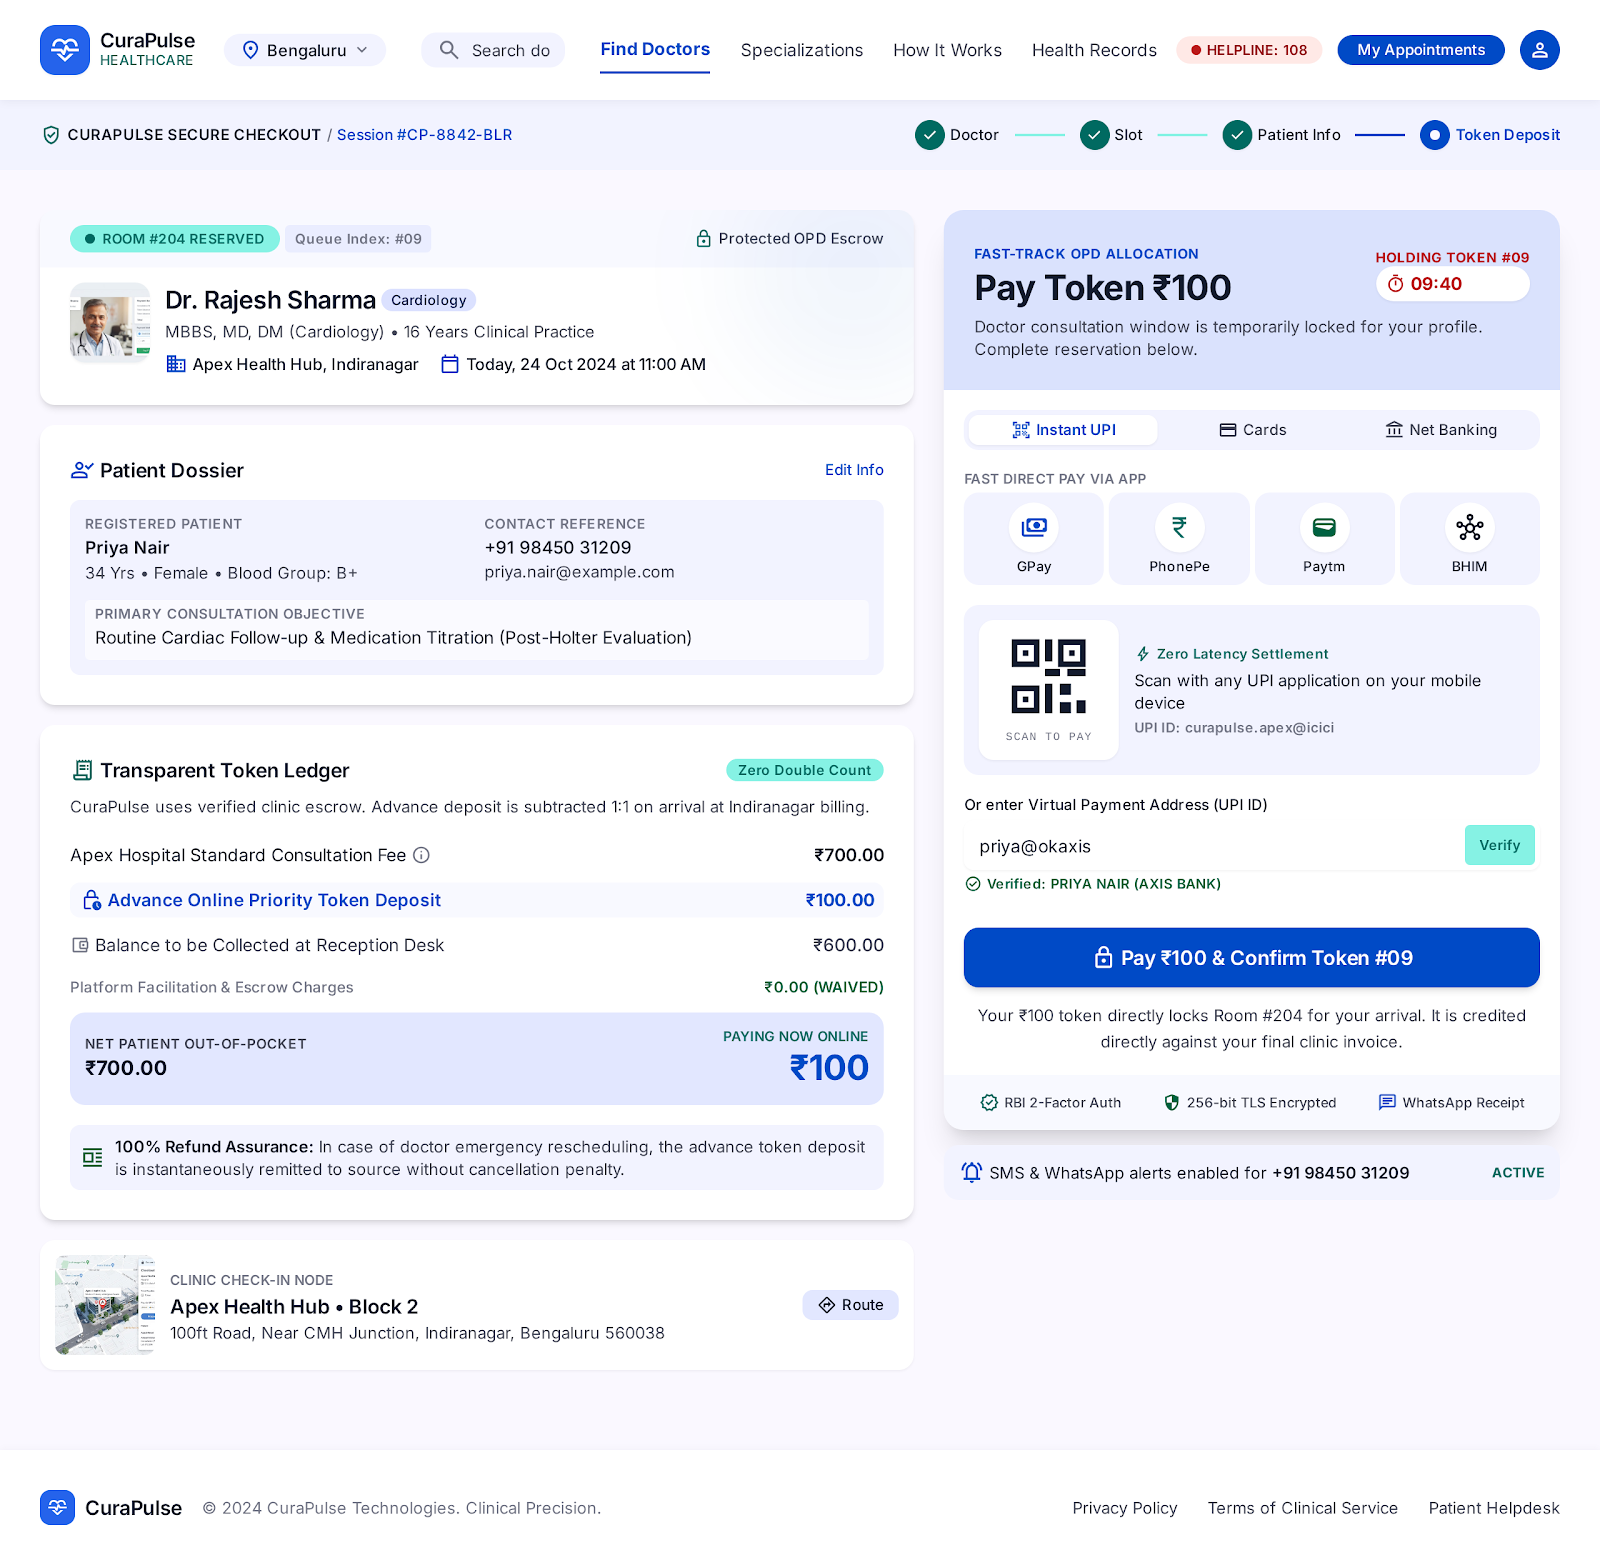 CuraPulse
HEALTHCARE
Bengaluru
Search do
Find Doctors
Specializations
How It Works
Health Records
HELPLINE: 108
My Appointments
CURAPULSE SECURE CHECKOUT / Session #CP-8842-BLR
Doctor
Slot
Patient Info
Token Deposit
ROOM #204 RESERVED
Queue Index: #09
Protected OPD Escrow
Dr. Rajesh Sharma
Cardiology
MBBS, MD, DM (Cardiology) • 16 Years Clinical Practice
Apex Health Hub, Indiranagar
Today, 24 Oct 2024 at 11:00 AM
Patient Dossier
Edit Info
REGISTERED PATIENT
Priya Nair
34 Yrs • Female • Blood Group: B+
CONTACT REFERENCE
+91 98450 31209
priya.nair@example.com
PRIMARY CONSULTATION OBJECTIVE
Routine Cardiac Follow-up & Medication Titration (Post-Holter Evaluation)
Transparent Token Ledger
Zero Double Count
CuraPulse uses verified clinic escrow. Advance deposit is subtracted 1:1 on arrival at Indiranagar billing.
Apex Hospital Standard Consultation Fee
₹700.00
Advance Online Priority Token Deposit
₹100.00
Balance to be Collected at Reception Desk
₹600.00
Platform Facilitation & Escrow Charges
₹0.00 (WAIVED)
NET PATIENT OUT-OF-POCKET
₹700.00
PAYING NOW ONLINE
₹100
100% Refund Assurance: In case of doctor emergency rescheduling, the advance token deposit
is instantaneously remitted to source without cancellation penalty.
CLINIC CHECK-IN NODE
Apex Health Hub • Block 2
100ft Road, Near CMH Junction, Indiranagar, Bengaluru 560038
Route
FAST-TRACK OPD ALLOCATION
Pay Token ₹100
HOLDING TOKEN #09
09:40
Doctor consultation window is temporarily locked for your profile.
Complete reservation below.
Instant UPI
Cards
Net Banking
FAST DIRECT PAY VIA APP
GPay
PhonePe
Paytm
BHIM
SCAN TO PAY
Zero Latency Settlement
Scan with any UPI application on your mobile
device
UPI ID: curapulse.apex@icici
Or enter Virtual Payment Address (UPI ID)
priya@okaxis
Verify
Verified: PRIYA NAIR (AXIS BANK)
Pay ₹100 & Confirm Token #09
Your ₹100 token directly locks Room #204 for your arrival. It is credited
directly against your final clinic invoice.
RBI 2-Factor Auth
256-bit TLS Encrypted
WhatsApp Receipt
SMS & WhatsApp alerts enabled for +91 98450 31209
ACTIVE
CuraPulse
© 2024 CuraPulse Technologies. Clinical Precision.
Privacy Policy
Terms of Clinical Service
Patient Helpdesk